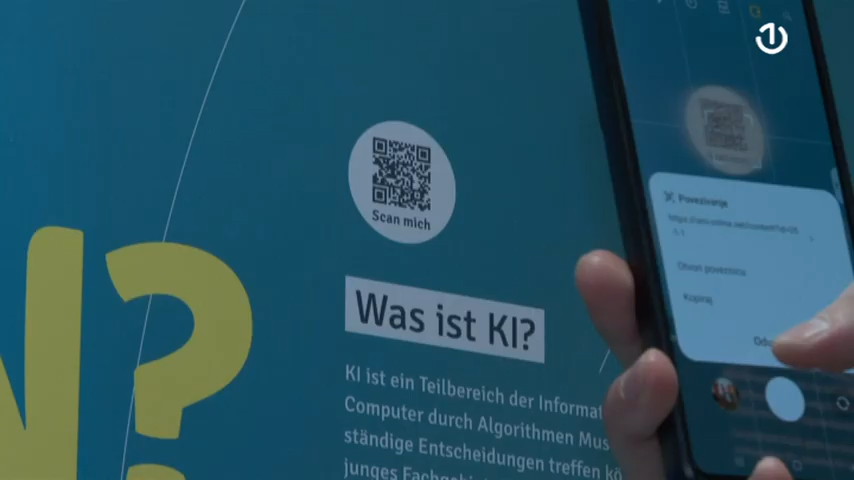 N?
Scan mich
Was ist KI?
KI ist ein Teilbereich der Informat
Computer durch Algorithmen Mus
ständige Entscheidungen treffen kö
junges Fachgebi
Povezivanje
Otvori poveznicu
Kopiraj